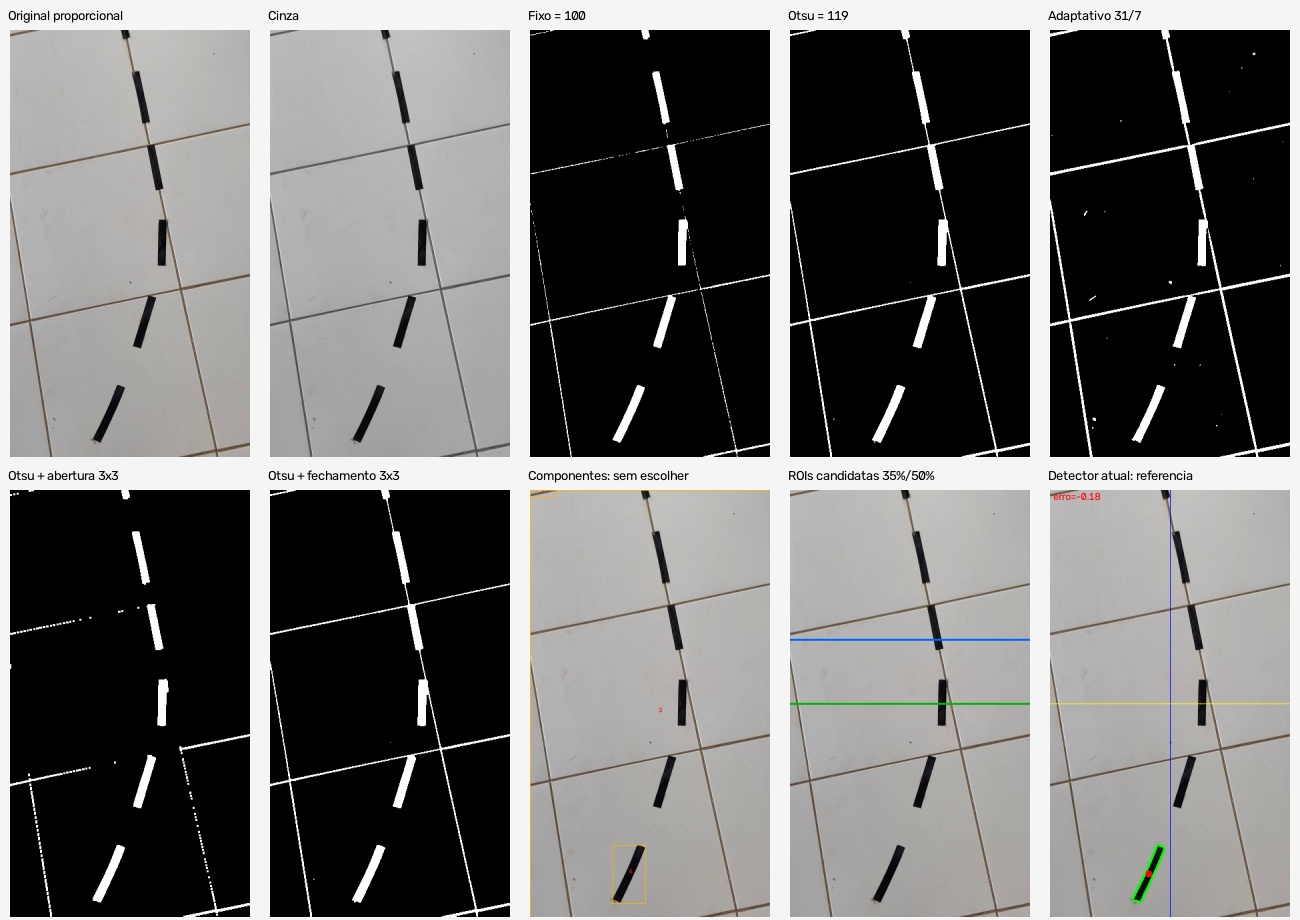 Original proporcional
Cinza
Fixo = 100
Otsu = 119
Adaptativo 31/7
Otsu + abertura 3x3
Otsu + fechamento 3x3
Componentes: sem escolher
ROIs candidatas 35%/50%
Detector atual: referencia
erro=-0.18
2